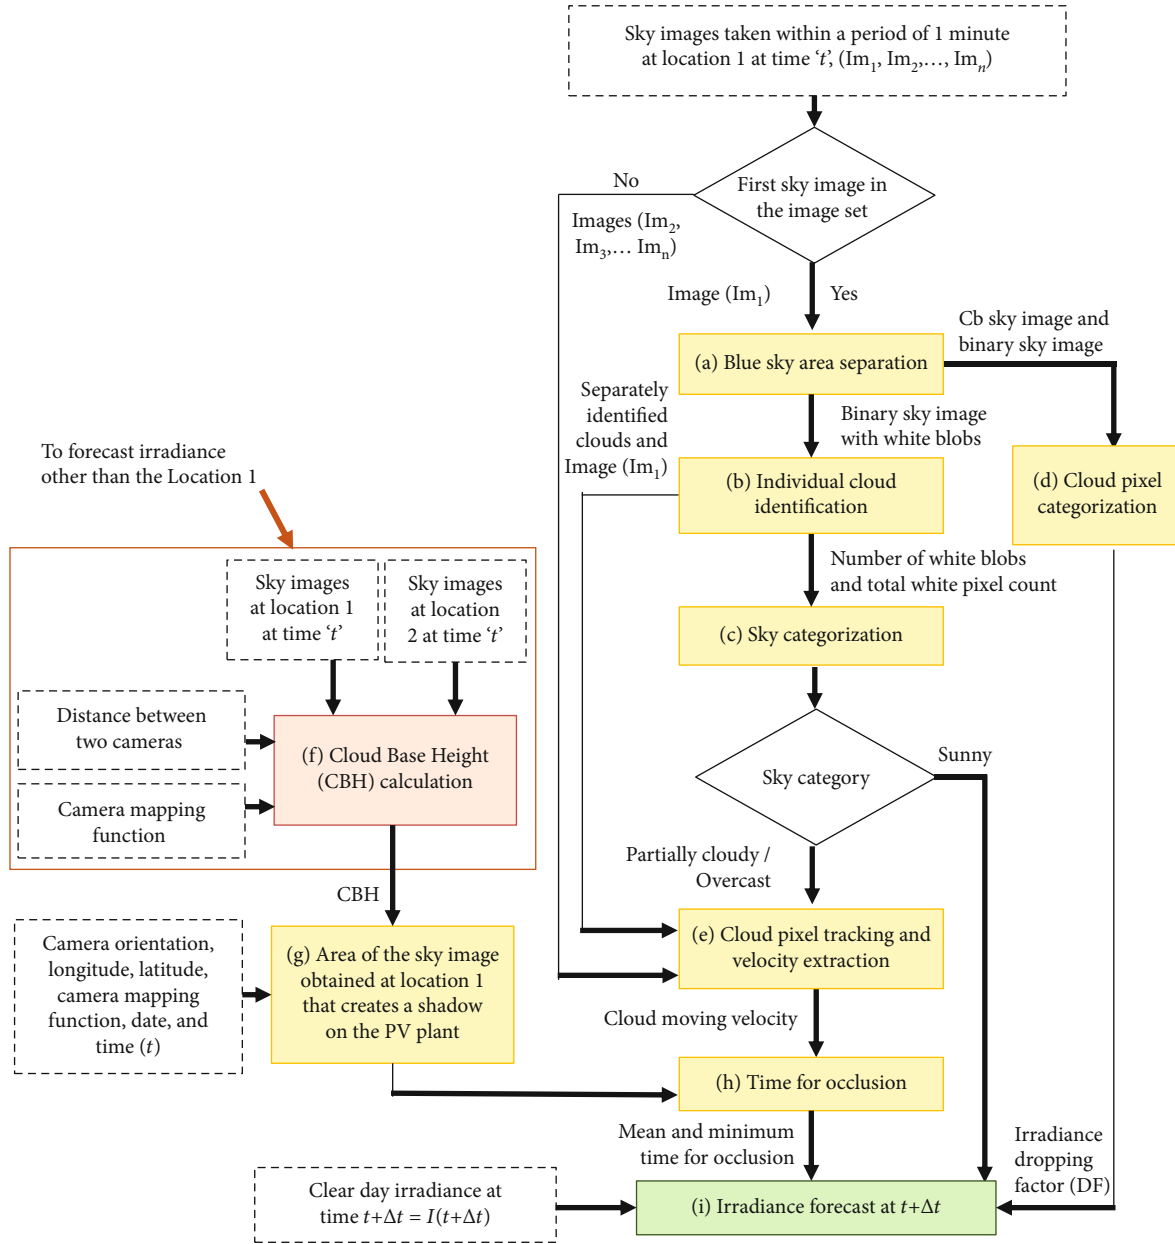 Sky images taken within a period of 1 minute
at location 1 at time ‘t’, (Im1, Im2,…, Imn)
First sky image in
the image set
No
Images (Im2,
Im3,… Imn)
Image (Im1)
Yes
Cb sky image and
binary sky image
(a) Blue sky area separation
Separately
identified
clouds and
Image (Im1)
Binary sky image
with white blobs
(b) Individual cloud
identification
(d) Cloud pixel
categorization
To forecast irradiance
other than the Location 1
Number of white blobs
and total white pixel count
Sky images
at location 1
at time ‘t’
Sky images
at location
2 at time ‘t’
(c) Sky categorization
Distance between
two cameras
(f) Cloud Base Height
(CBH) calculation
Camera mapping
function
Sky category
Sunny
Partially cloudy /
Overcast
CBH
Camera orientation,
longitude, latitude,
camera mapping
function, date, and
time (t)
(g) Area of the sky image
obtained at location 1
that creates a shadow
on the PV plant
(e) Cloud pixel tracking and
velocity extraction
Cloud moving velocity
(h) Time for occlusion
Mean and minimum
time for occlusion
Irradiance
dropping
factor (DF)
Clear day irradiance at
time t+Δt = I(t+Δt)
(i) Irradiance forecast at t+Δt